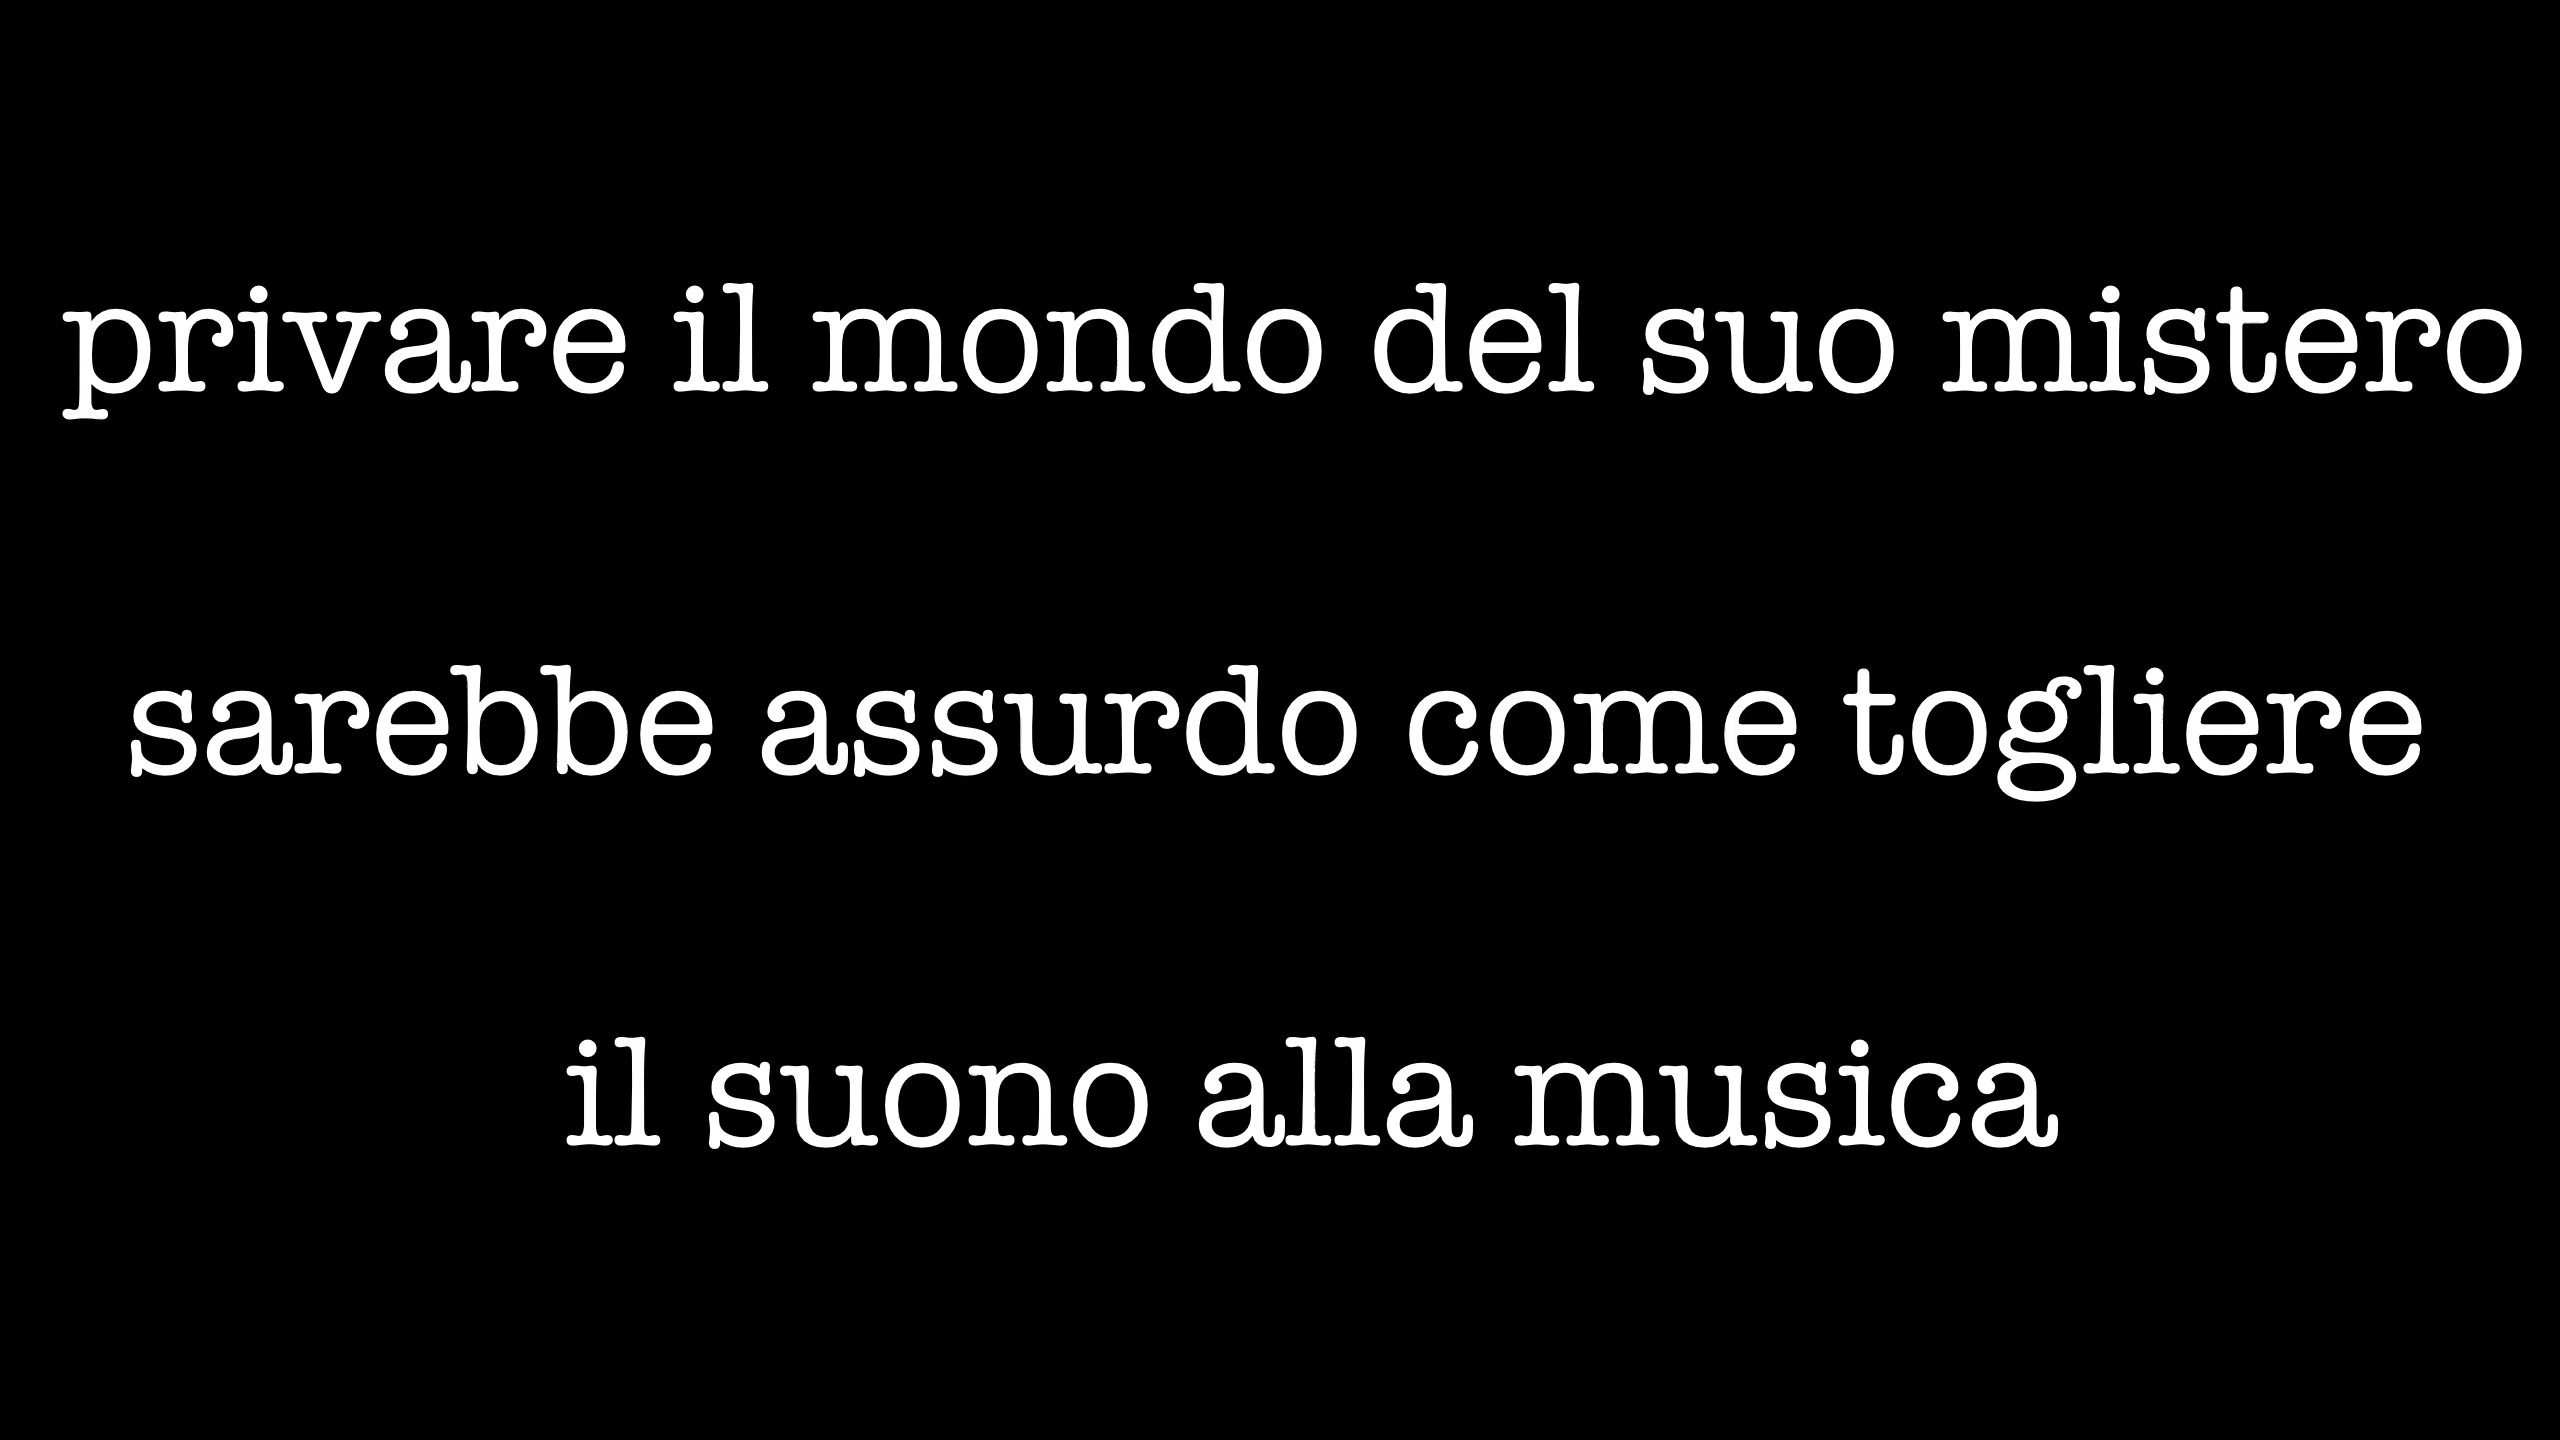 privare il mondo del suo mistero
sarebbe assurdo come togliere
il suono alla musica